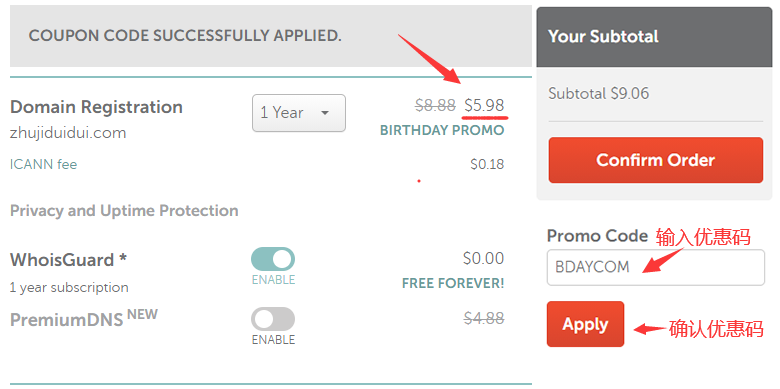 COUPON CODE SUCCESSFULLY APPLIED.
Your Subtotal
Subtotal $9.06
Confirm Order
Domain Registration
1 Year
$8.88 $5.98
zhujiduidui.com
BIRTHDAY PROMO
ICANN fee
$0.18
Privacy and Uptime Protection
WhoisGuard *
$0.00
1 year subscription
ENABLE
FREE FOREVER!
PremiumDNS NEW
ENABLE
$4.88
Promo Code 输入优惠码
BDAYCOM
Apply
确认优惠码